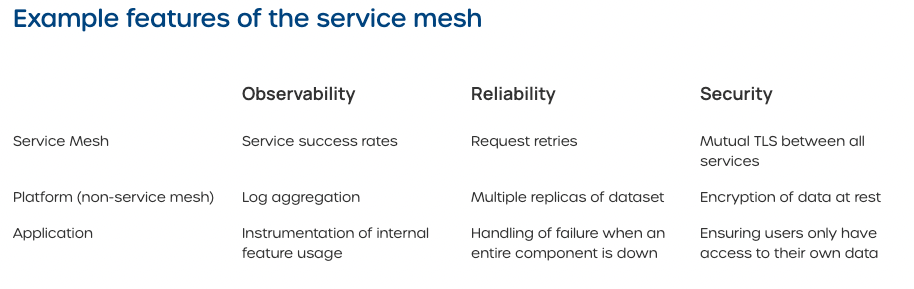 Example features of the service mesh
Observability Reliability Security
Service Mesh Service success rates Request retries Mutual TLS between all
services
Platform (non-service mesh) Log aggregation Multiple replicas of dataset Encryption of data at rest
Application Instrumentation of internal Handling of failure when an Ensuring users only have
feature usage entire component is down access to their own data